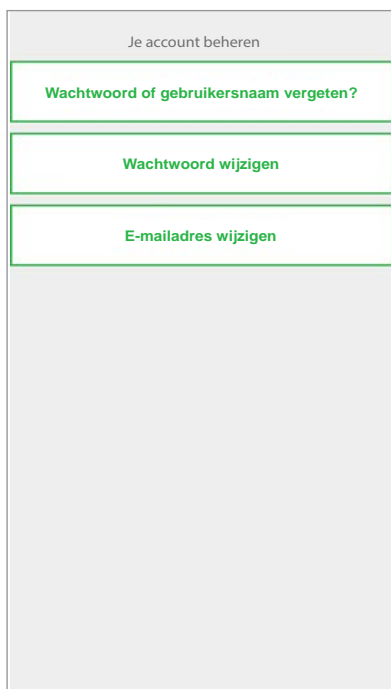 Je account beheren
Wachtwoord of gebruikersnaam vergeten?
Wachtwoord wijzigen
E-mailadres wijzigen